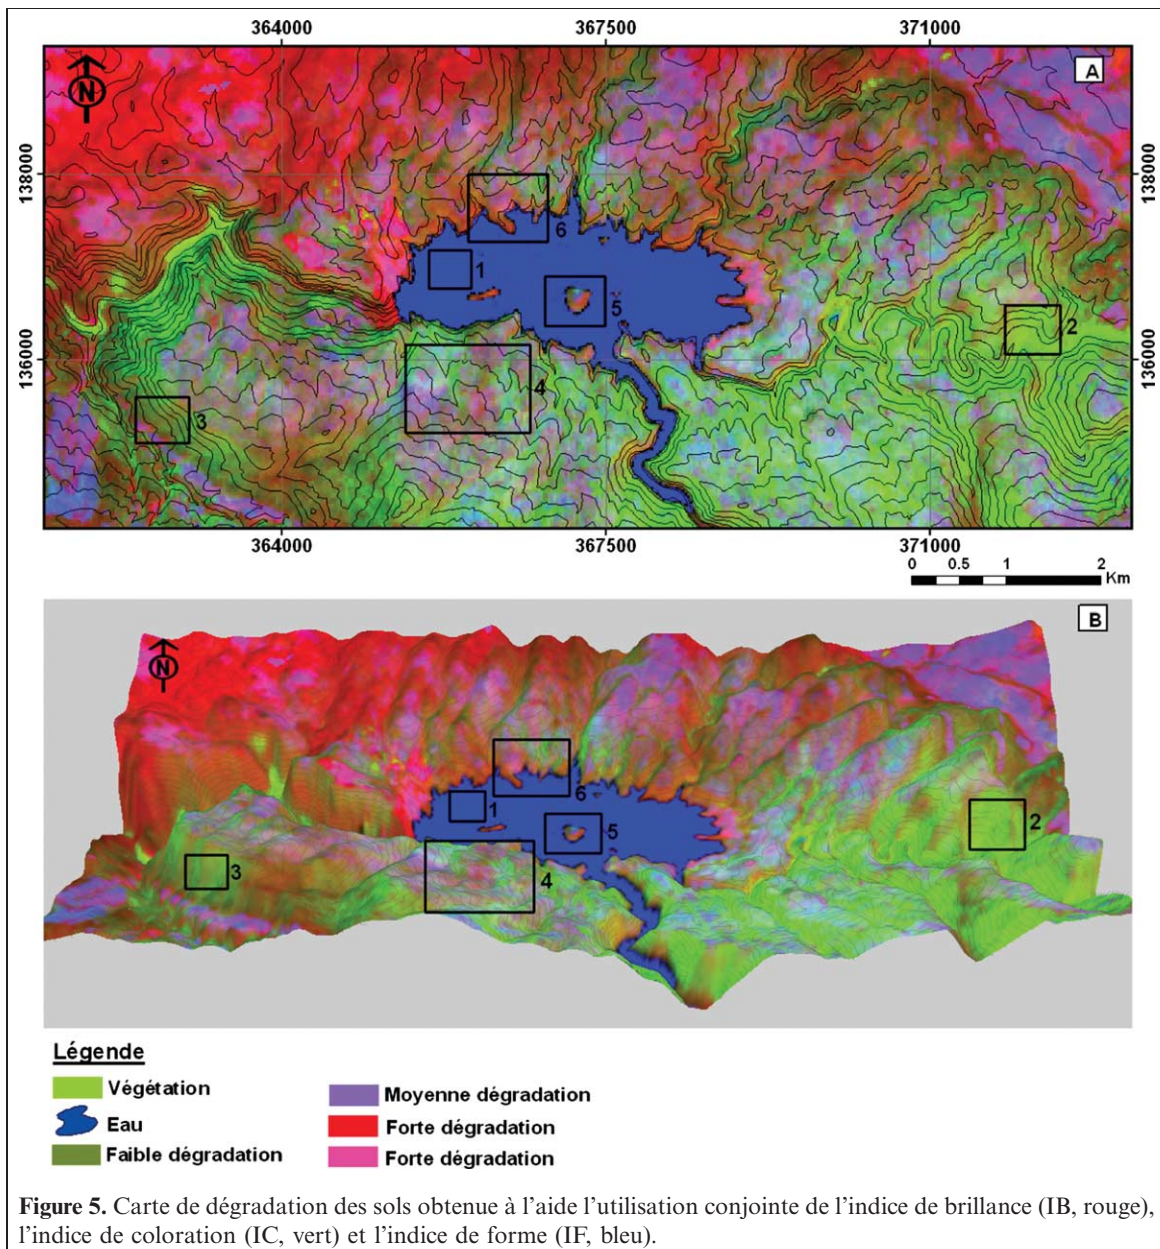 364000 367500 371000
A
N
138000 138000
6
1
5
2
136000 136000
4
3
364000 367500 371000
0 0.5 1 2
Km
B
N
6
1
5
2
3
4
Légende
Végétation
Eau
Faible dégradation
Moyenne dégradation
Forte dégradation
Forte dégradation
Figure 5. Carte de dégradation des sols obtenue à l'aide l'utilisation conjointe de l'indice de brillance (IB, rouge),
l'indice de coloration (IC, vert) et l'indice de forme (IF, bleu).